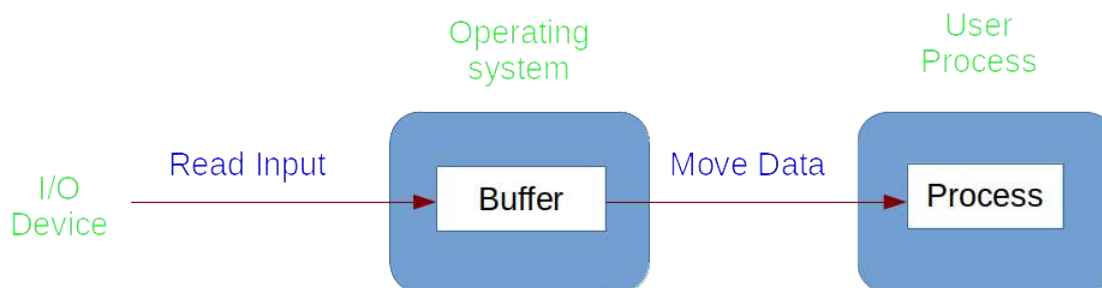 Operating
system
User
Process
Read Input
Move Data
I/O
Device
Buffer
Process